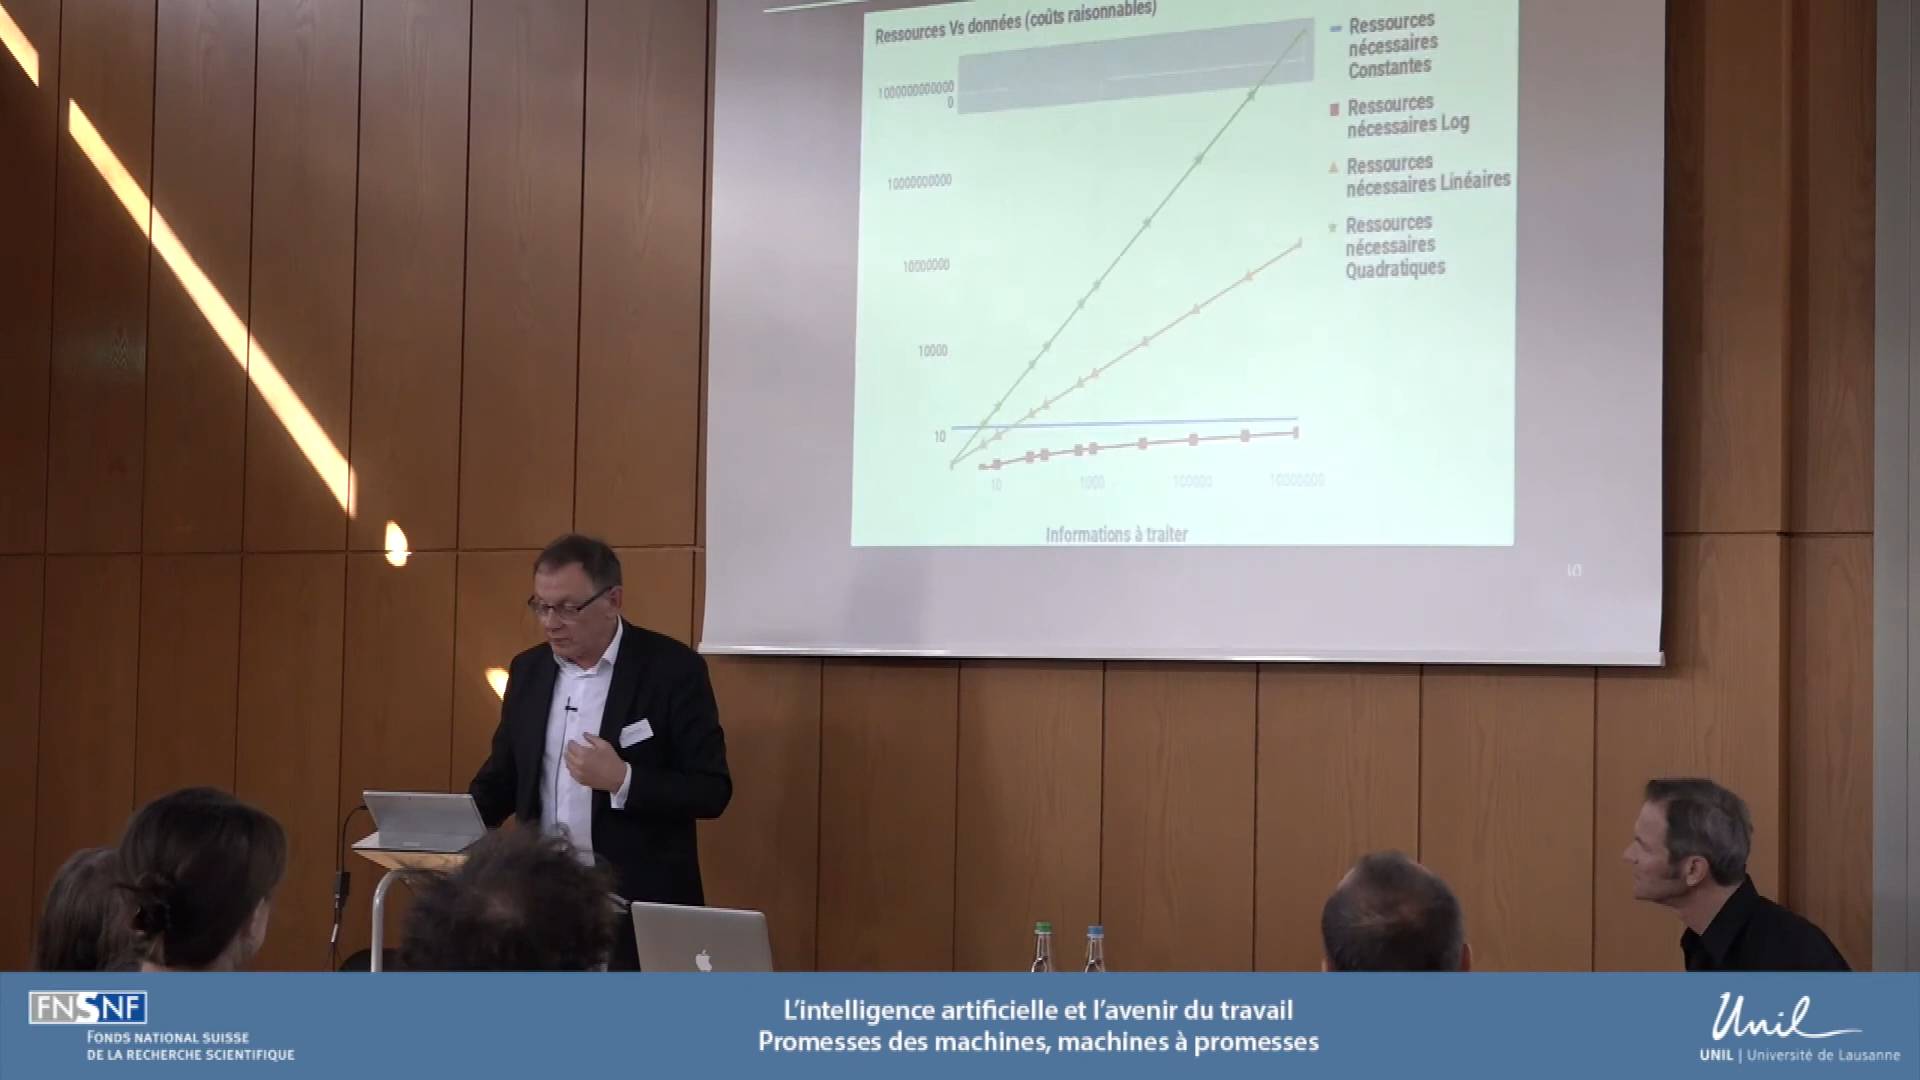 Ressources Vs données (coûts raisonnables)
1000000000000
0
10000000000
10000000
10000
10
10
1000
100000
10000000
Informations à traiter
Ressources
nécessaires
Constantes
Ressources
nécessaires Log
Ressources
nécessaires Linéaires
Ressources
nécessaires
Quadratiques
10
FNSNF
FONDS NATIONAL SUISSE
DE LA RECHERCHE SCIENTIFIQUE
L'intelligence artificielle et l'avenir du travail
Promesses des machines, machines à promesses
Unil
UNIL | Université de Lausanne